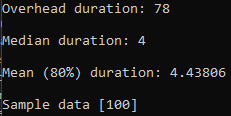 Overhead duration: 78
Median duration: 4
Mean (80%) duration: 4.43806
Sample data [100]